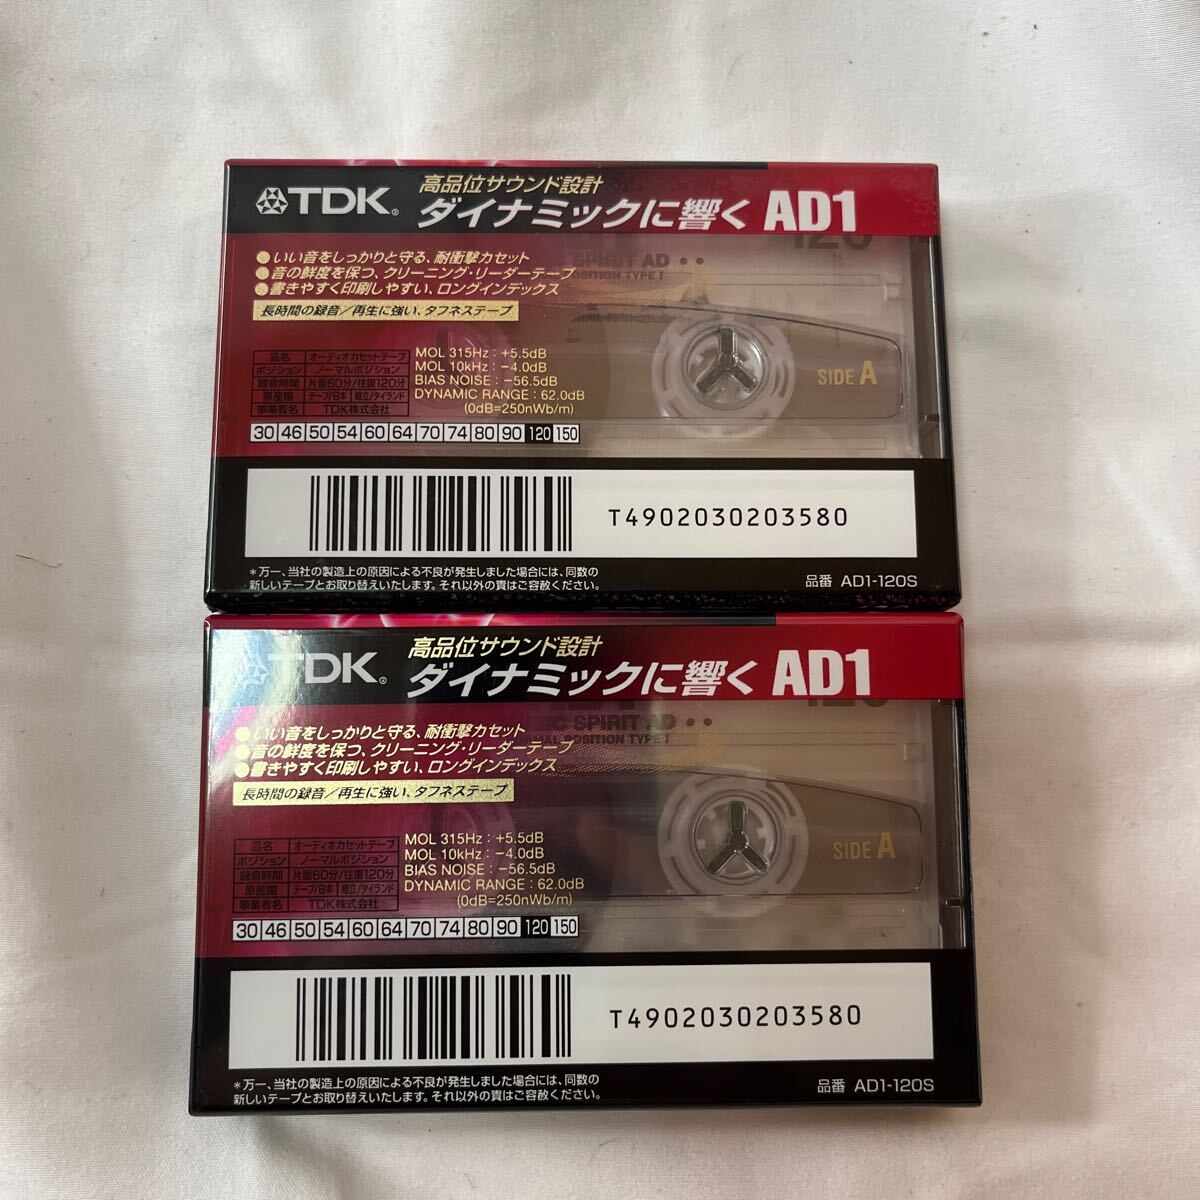 TDK®
高品位サウンド設計
ダイナミックに響く AD1
120
●いい音をしっかりと守る、耐衝撃カセット
●音の鮮度を保つ、クリーニング・リーダーテープ
●書きやすく印刷しやすい、ロングインデックス
SPIRIT AD
POSITION TYPE I
長時間の録音/再生に強い、タフネステープ
品名 オーディオカセットテープ
ポジション ノーマルポジション
録音時間 片面60分/往復120分
原産国 テープ/日本 組立/タイランド
事業者名 TDK株式会社
MOL 315Hz : +5.5dB
MOL 10kHz : −4.0dB
BIAS NOISE : −56.5dB
DYNAMIC RANGE : 62.0dB
(0dB=250nWb/m)
SIDE A
30 46 50 54 60 64 70 74 80 90 120 150
T4902030203580
*万一、当社の製造上の原因による不良が発生しました場合には、同数の
新しいテープとお取り替えいたします。それ以外の責はご容赦ください。
品番 AD1-120S
TDK®
高品位サウンド設計
ダイナミックに響く AD1
120
●いい音をしっかりと守る、耐衝撃カセット
●音の鮮度を保つ、クリーニング・リーダーテープ
●書きやすく印刷しやすい、ロングインデックス
SPIRIT AD
POSITION TYPE I
長時間の録音/再生に強い、タフネステープ
品名 オーディオカセットテープ
ポジション ノーマルポジション
録音時間 片面60分/往復120分
原産国 テープ/日本 組立/タイランド
事業者名 TDK株式会社
MOL 315Hz : +5.5dB
MOL 10kHz : −4.0dB
BIAS NOISE : −56.5dB
DYNAMIC RANGE : 62.0dB
(0dB=250nWb/m)
SIDE A
30 46 50 54 60 64 70 74 80 90 120 150
T4902030203580
*万一、当社の製造上の原因による不良が発生しました場合には、同数の
新しいテープとお取り替えいたします。それ以外の責はご容赦ください。
品番 AD1-120S